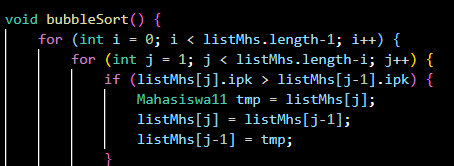 void bubbleSort() {
    for (int i = 0; i < listMhs.length-1; i++) {
        for (int j = 1; j < listMhs.length-i; j++) {
            if (listMhs[j].ipk > listMhs[j-1].ipk) {
                Mahasiswa11 tmp = listMhs[j];
                listMhs[j] = listMhs[j-1];
                listMhs[j-1] = tmp;
            }